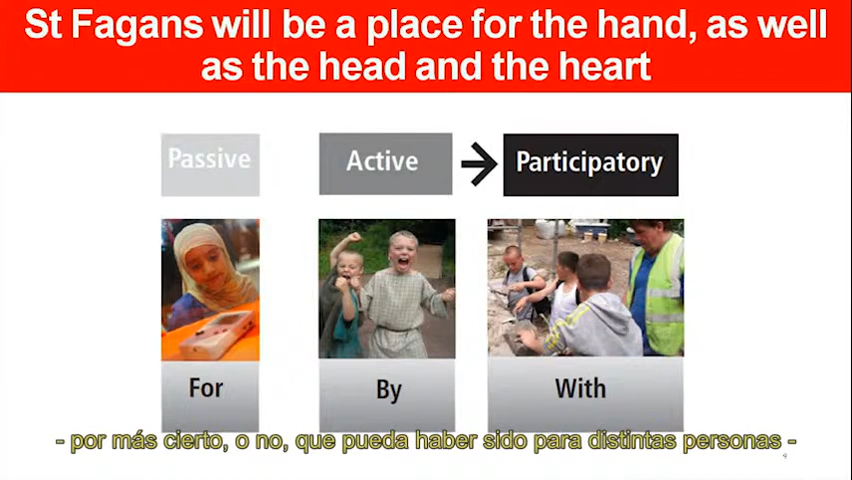 St Fagans will be a place for the hand, as well
as the head and the heart
Passive
Active
Participatory
For
By
With
- por más cierto, o no, que pueda haber sido para distintas personas -